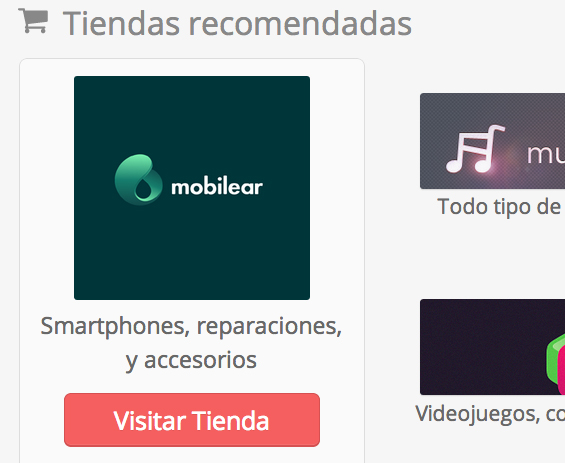 Tiendas recomendadas
mobilear
Smartphones, reparaciones,
y accesorios
Visitar Tienda
mu
Todo tipo de
Videojuegos, co